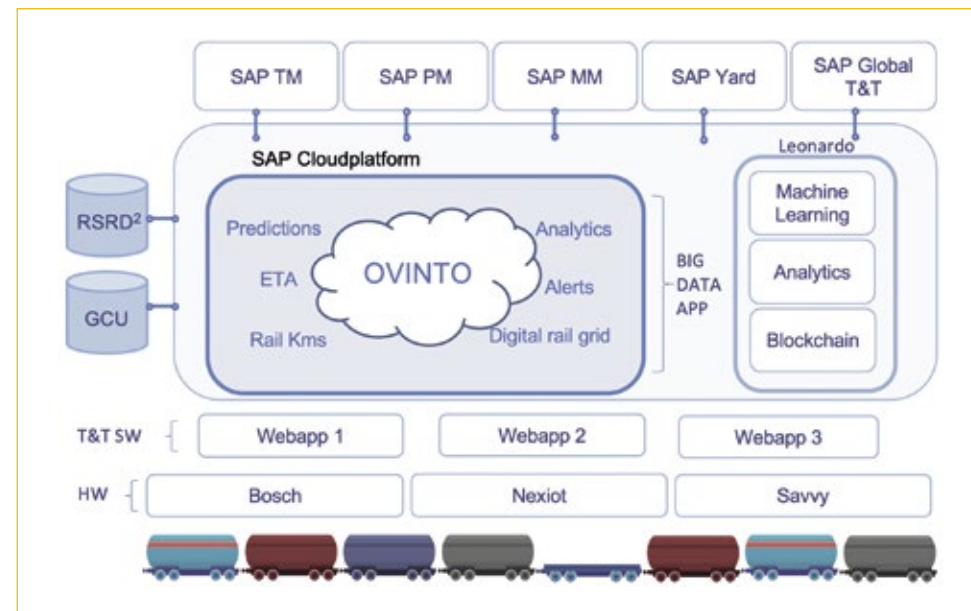 SAP TM
SAP PM
SAP MM
SAP Yard
SAP Global
T&T
SAP Cloudplatform
Leonardo
RSRD²
GCU
Predictions
ETA
Rail Kms
OVINTO
Analytics
Alerts
Digital rail grid
BIG
DATA
APP
Machine
Learning
Analytics
Blockchain
T&T SW
Webapp 1
Webapp 2
Webapp 3
HW
Bosch
Nexiot
Savvy